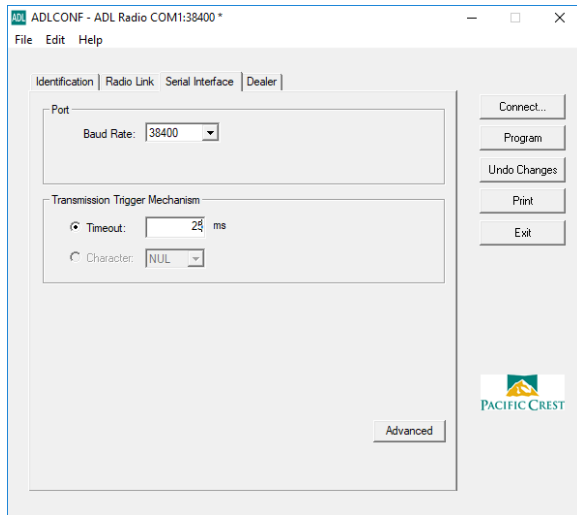 ADL ADLCONF - ADL Radio COM1:38400 *
File Edit Help
Identification Radio Link Serial Interface Dealer
Port
Baud Rate: 38400
Transmission Trigger Mechanism
Timeout: 25 ms
Character: NUL
Advanced
Connect...
Program
Undo Changes
Print
Exit
PACIFIC CREST